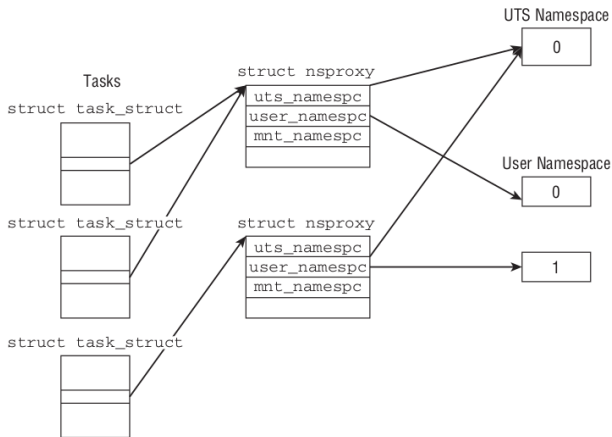 UTS Namespace
0
Tasks
struct nsproxy
struct task_struct
uts_namespc
user_namespc
mnt_namespc
User Namespace
0
struct task_struct
struct nsproxy
uts_namespc
user_namespc
1
mnt_namespc
struct task_struct